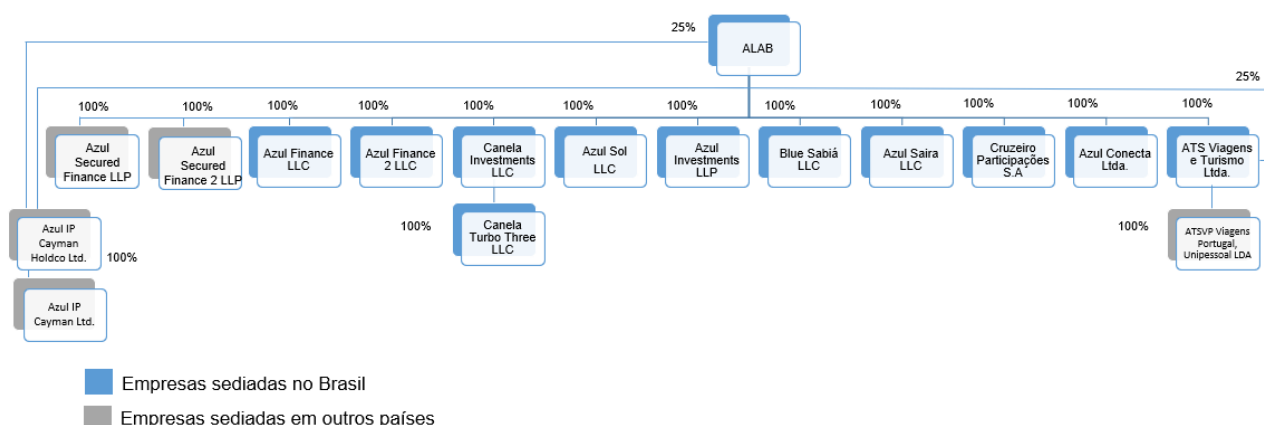 25%
ALAB
25%
100%
100%
100%
100%
100%
100%
100%
100%
100%
100%
100%
100%
Azul
Secured
Finance LLP
Azul
Secured
Finance 2 LLP
Azul Finance
LLC
Azul Finance
2 LLC
Canela
Investments
LLC
Azul Sol
LLC
Azul
Investments
LLP
Blue Sabiá
LLC
Azul Saira
LLC
Cruzeiro
Participações
S.A
Azul Conecta
Ltda.
ATS Viagens
e Turismo
Ltda.
Azul IP
Cayman
Holdco Ltd.
100%
100%
Canela
Turbo Three
LLC
100%
ATSVP Viagens
Portugal,
Unipessoal LDA
Azul IP
Cayman Ltd.
Empresas sediadas no Brasil
Empresas sediadas em outros países